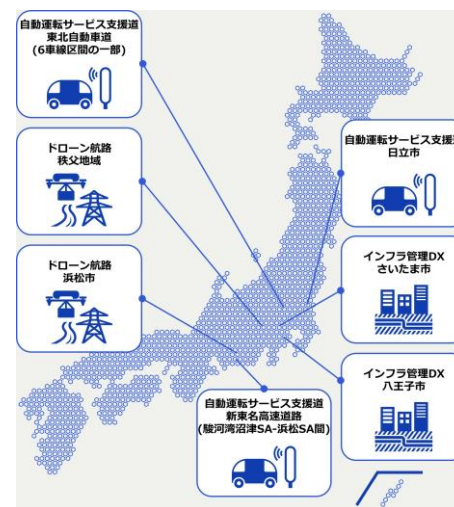 自動運転サービス支援道
東北自動車道
(6車線区間の一部)
ドローン航路
秩父地域
ドローン航路
浜松市
自動運転サービス支援道
新東名高速道路
(駿河湾沼津SA-浜松SA間)
自動運転サービス支援
日立市
インフラ管理DX
さいたま市
インフラ管理DX
八王子市